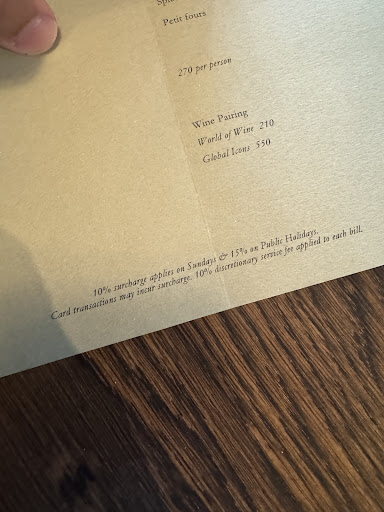 Petit fours
270 per person
Wine Pairing
World of Wine 210
Global Icons 550
10% surcharge applies on Sundays & 15% on Public Holidays.
Card transactions may incur surcharge. 10% discretionary service fee applied to each bill.